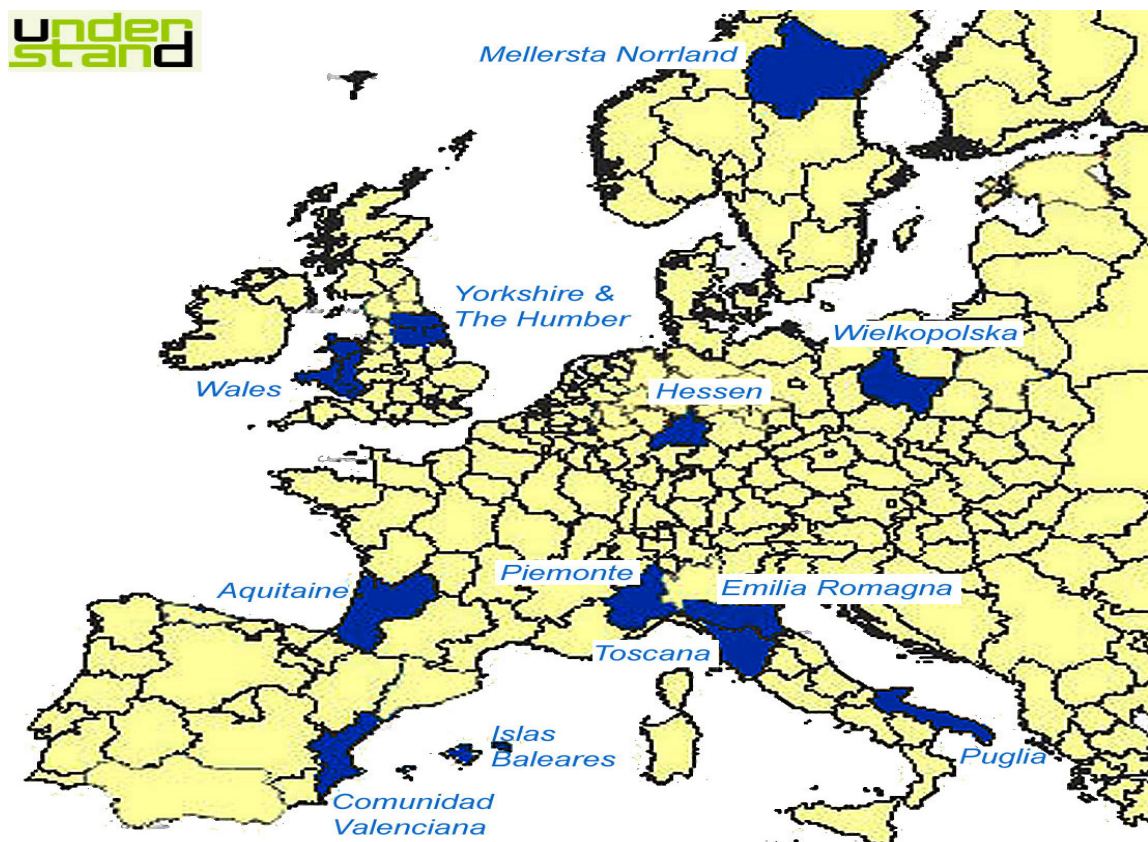 under
stand
Mellersta Norrland
Yorkshire &
The Humber
Wielkopolska
Wales
Hessen
Piemonte
Aquitaine
Emilia Romagna
Toscana
Islas
Baleares
Puglia
Comunidad
Valenciana